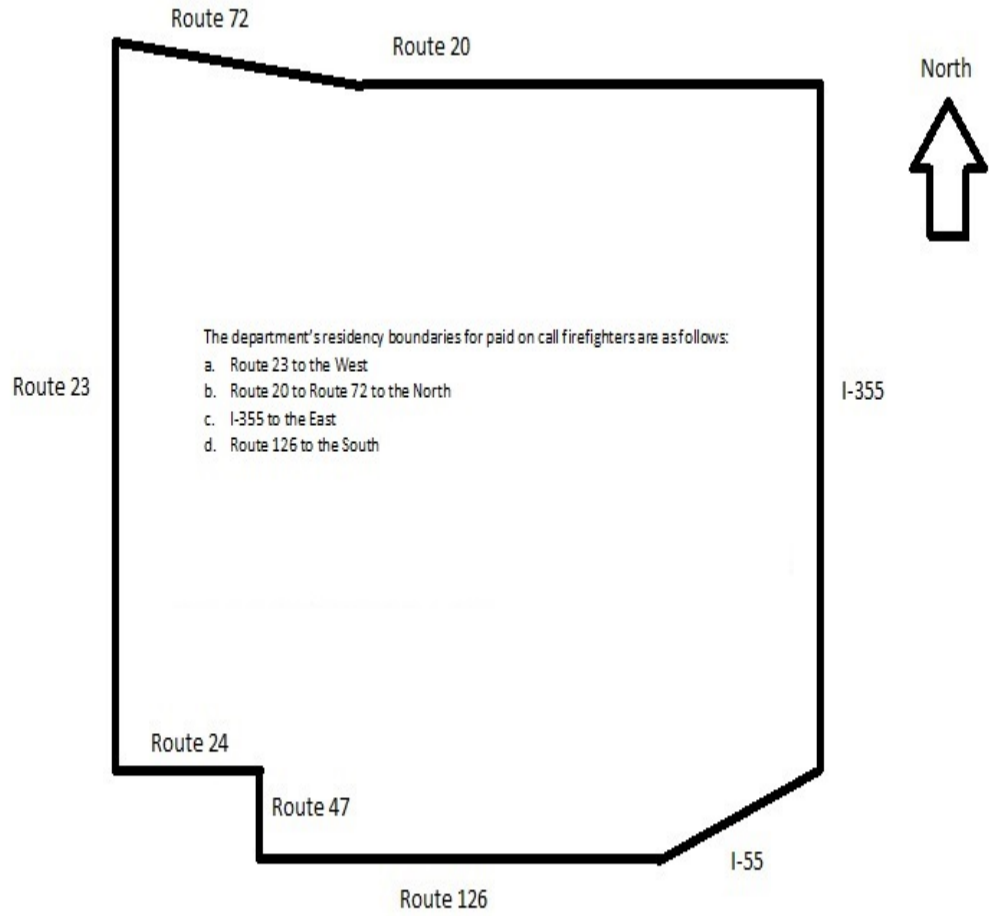 Route 72
Route 20
North
The department's residency boundaries for paid on call firefighters are as follows:
a. Route 23 to the West
b. Route 20 to Route 72 to the North
c. I-355 to the East
d. Route 126 to the South
Route 23
I-355
Route 24
Route 47
I-55
Route 126